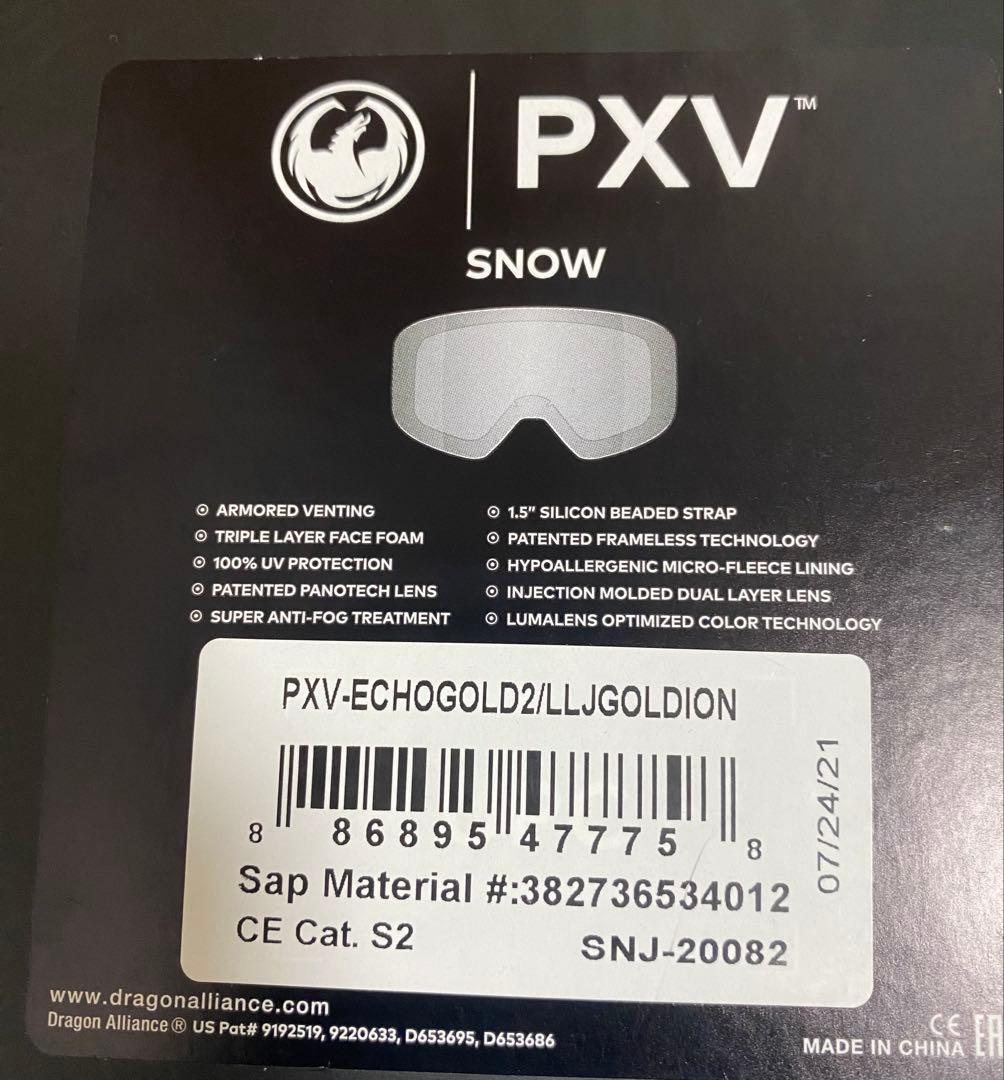 PXV™
SNOW
ARMORED VENTING
TRIPLE LAYER FACE FOAM
100% UV PROTECTION
PATENTED PANOTECH LENS
SUPER ANTI-FOG TREATMENT
1.5" SILICON BEADED STRAP
PATENTED FRAMELESS TECHNOLOGY
HYPOALLERGENIC MICRO-FLEECE LINING
INJECTION MOLDED DUAL LAYER LENS
LUMALENS OPTIMIZED COLOR TECHNOLOGY
PXV-ECHOGOLD2/LLJGOLDION
8 86895 47775 8
07/24/21
Sap Material #:382736534012
CE Cat. S2
SNJ-20082
www.dragonalliance.com
Dragon Alliance® US Pat# 9192519, 9220633, D653695, D653686
CE
MADE IN CHINA